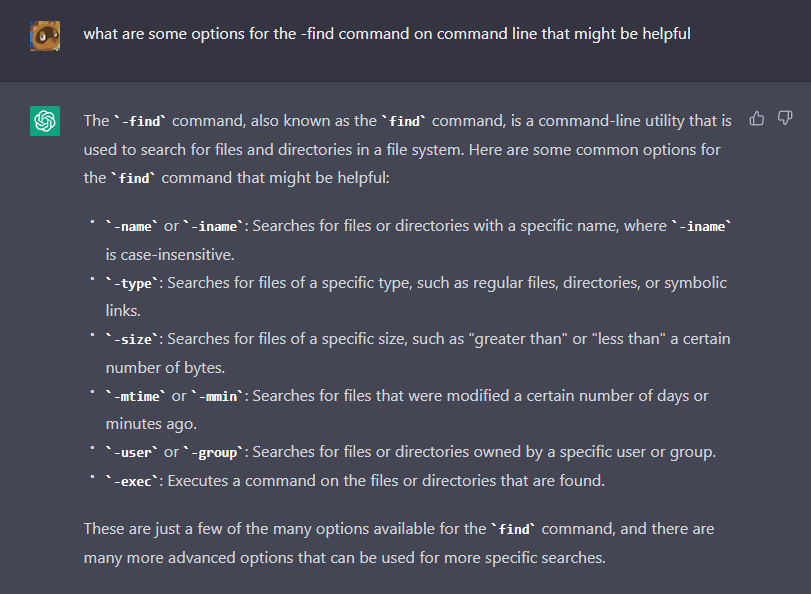 what are some options for the -find command on command line that might be helpful
The `-find` command, also known as the `find` command, is a command-line utility that is
used to search for files and directories in a file system. Here are some common options for
the `find` command that might be helpful:
• `-name` or `-iname`: Searches for files or directories with a specific name, where `-iname`
is case-insensitive.
• `-type`: Searches for files of a specific type, such as regular files, directories, or symbolic
links.
• `-size`: Searches for files of a specific size, such as "greater than" or "less than" a certain
number of bytes.
• `-mtime` or `-mmin`: Searches for files that were modified a certain number of days or
minutes ago.
• `-user` or `-group`: Searches for files or directories owned by a specific user or group.
• `-exec`: Executes a command on the files or directories that are found.
These are just a few of the many options available for the `find` command, and there are
many more advanced options that can be used for more specific searches.